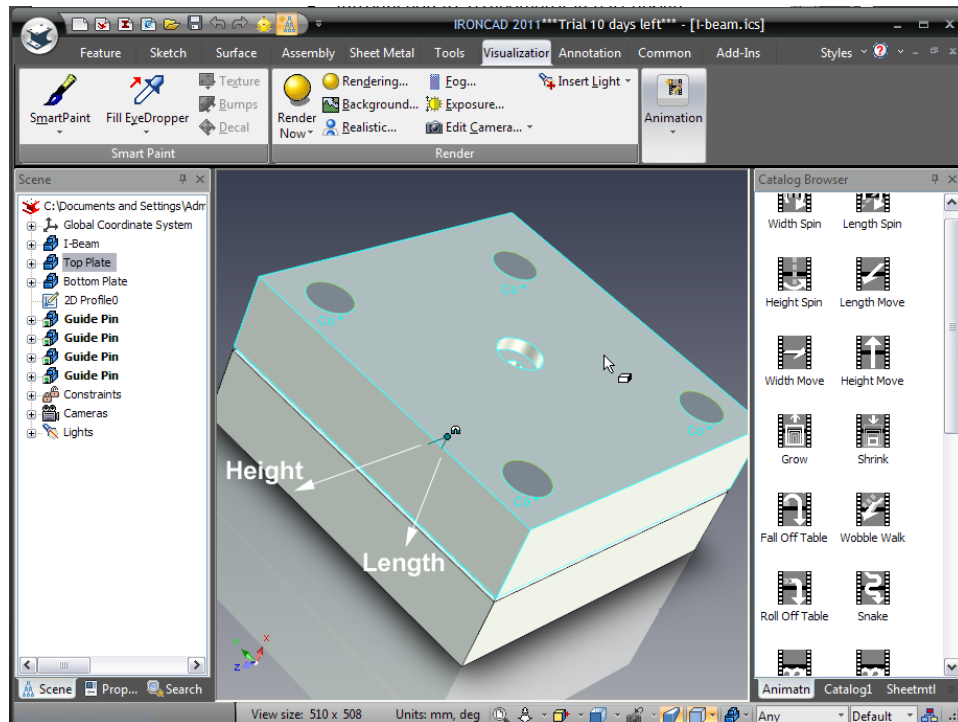 IRONCAD 2011***Trial 10 days left*** - [I-beam.ics]
Feature Sketch Surface Assembly Sheet Metal Tools Visualization Annotation Common Add-Ins Styles
SmartPaint
Fill EyeDropper
Texture
Bumps
Decal
Smart Paint
Render Now
Rendering...
Background...
Realistic...
Fog...
Exposure...
Edit Camera...
Insert Light
Render
Animation
Scene
C:\Documents and Settings\Adm
Global Coordinate System
I-Beam
Top Plate
Bottom Plate
2D Profile0
Guide Pin
Guide Pin
Guide Pin
Guide Pin
Constraints
Cameras
Lights
Scene Prop... Search
Co*
Co*
Co*
Co*
Height
Length
X
Z
Catalog Browser
Width Spin Length Spin
Height Spin Length Move
Width Move Height Move
Grow Shrink
Fall Off Table Wobble Walk
Roll Off Table Snake
Animatn Catalog1 Sheetmtl
View size: 510 x 508 Units: mm, deg Any Default